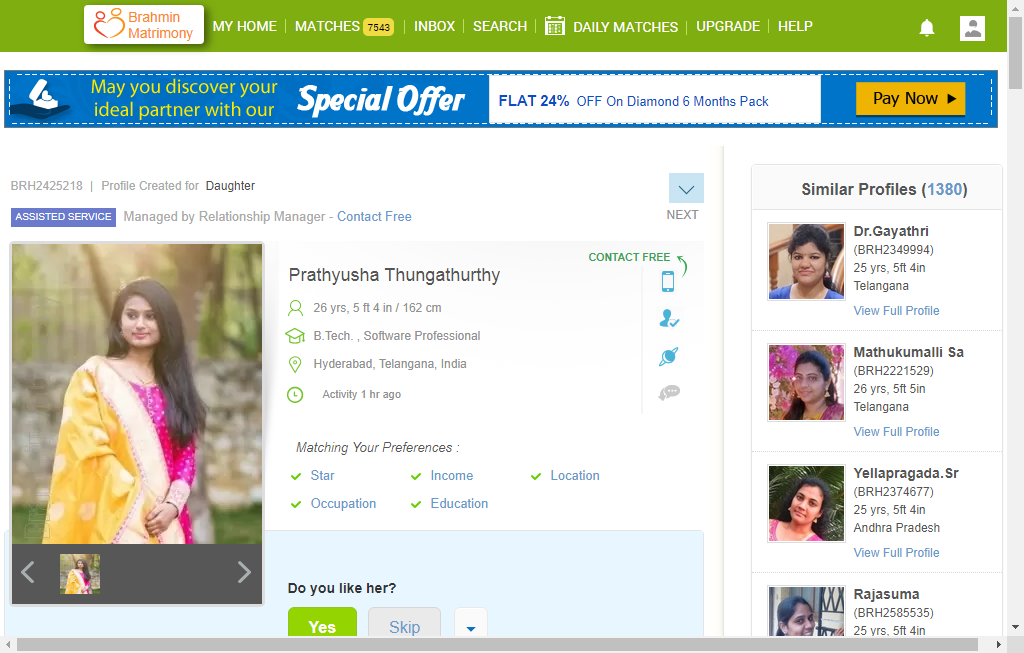 Brahmin
Matrimony
MY HOME
MATCHES 7543
INBOX
SEARCH
DAILY MATCHES
UPGRADE
HELP
May you discover your
ideal partner with our
Special Offer
FLAT 24% OFF On Diamond 6 Months Pack
Pay Now
BRH2425218 | Profile Created for Daughter
NEXT
ASSISTED SERVICE Managed by Relationship Manager - Contact Free
CONTACT FREE
Prathyusha Thungathurthy
26 yrs, 5 ft 4 in / 162 cm
B.Tech. , Software Professional
Hyderabad, Telangana, India
Activity 1 hr ago
Matching Your Preferences :
Star
Income
Location
Occupation
Education
Do you like her?
Yes
Skip
Similar Profiles (1380)
Dr.Gayathri
(BRH2349994)
25 yrs, 5ft 4in
Telangana
View Full Profile
Mathukumalli Sa
(BRH2221529)
26 yrs, 5ft 5in
Telangana
View Full Profile
Yellapragada.Sr
(BRH2374677)
25 yrs, 5ft 4in
Andhra Pradesh
View Full Profile
Rajasuma
(BRH2585535)
25 yrs, 5ft 4in